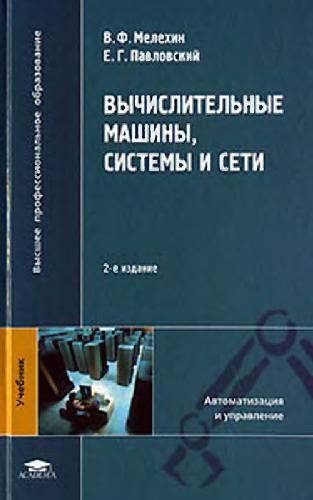 В. Ф. Мелехин
Е. Г. Павловский
ВЫЧИСЛИТЕЛЬНЫЕ
МАШИНЫ,
СИСТЕМЫ И СЕТИ
2-е издание
Автоматизация
и управление
Высшее профессиональное образование
Учебник
ACADEMA